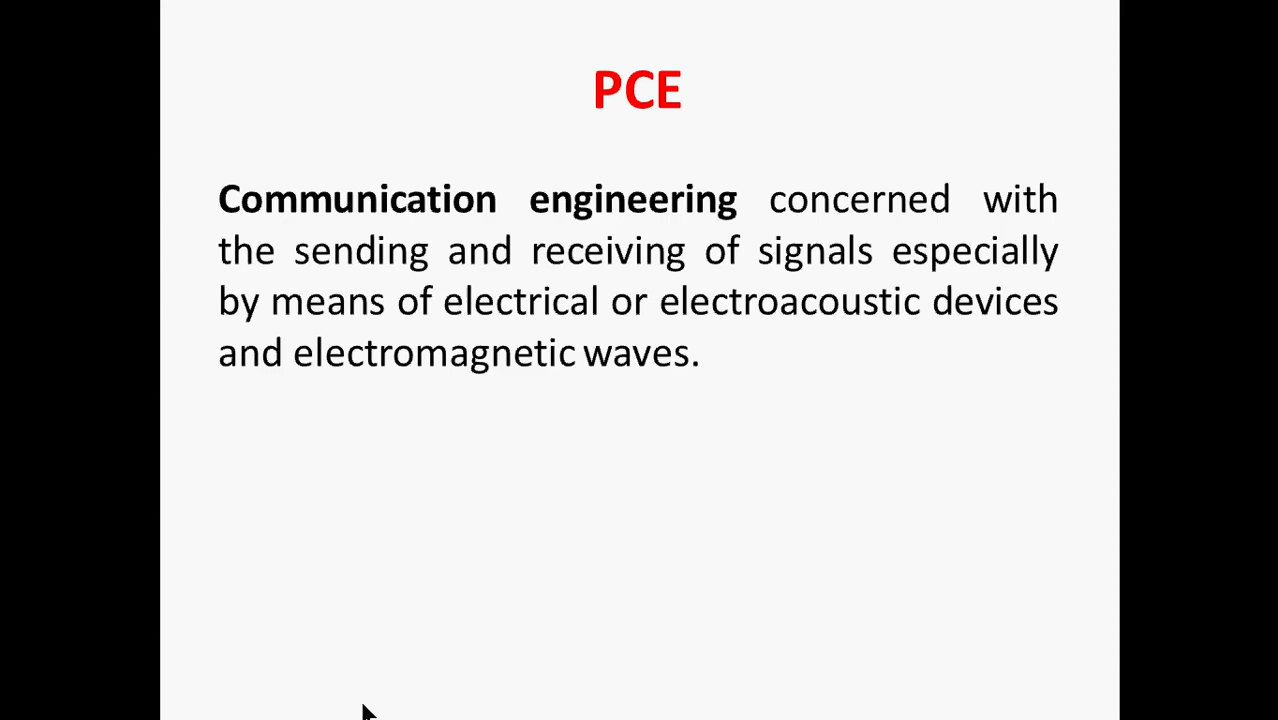 PCE
Communication engineering concerned with
the sending and receiving of signals especially
by means of electrical or electroacoustic devices
and electromagnetic waves.